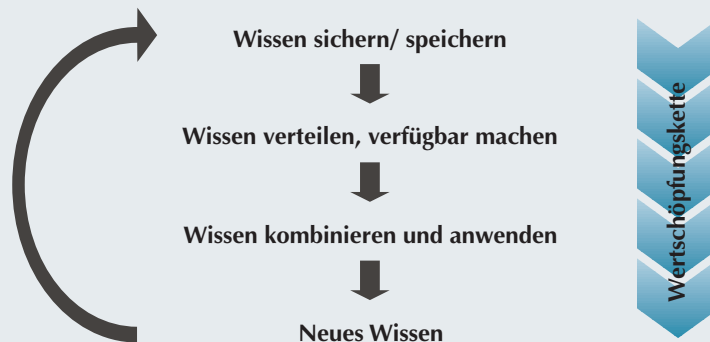 Wissen sichern/ speichern
Wissen verteilen, verfügbar machen
Wissen kombinieren und anwenden
Neues Wissen
Wertschöpfungskette